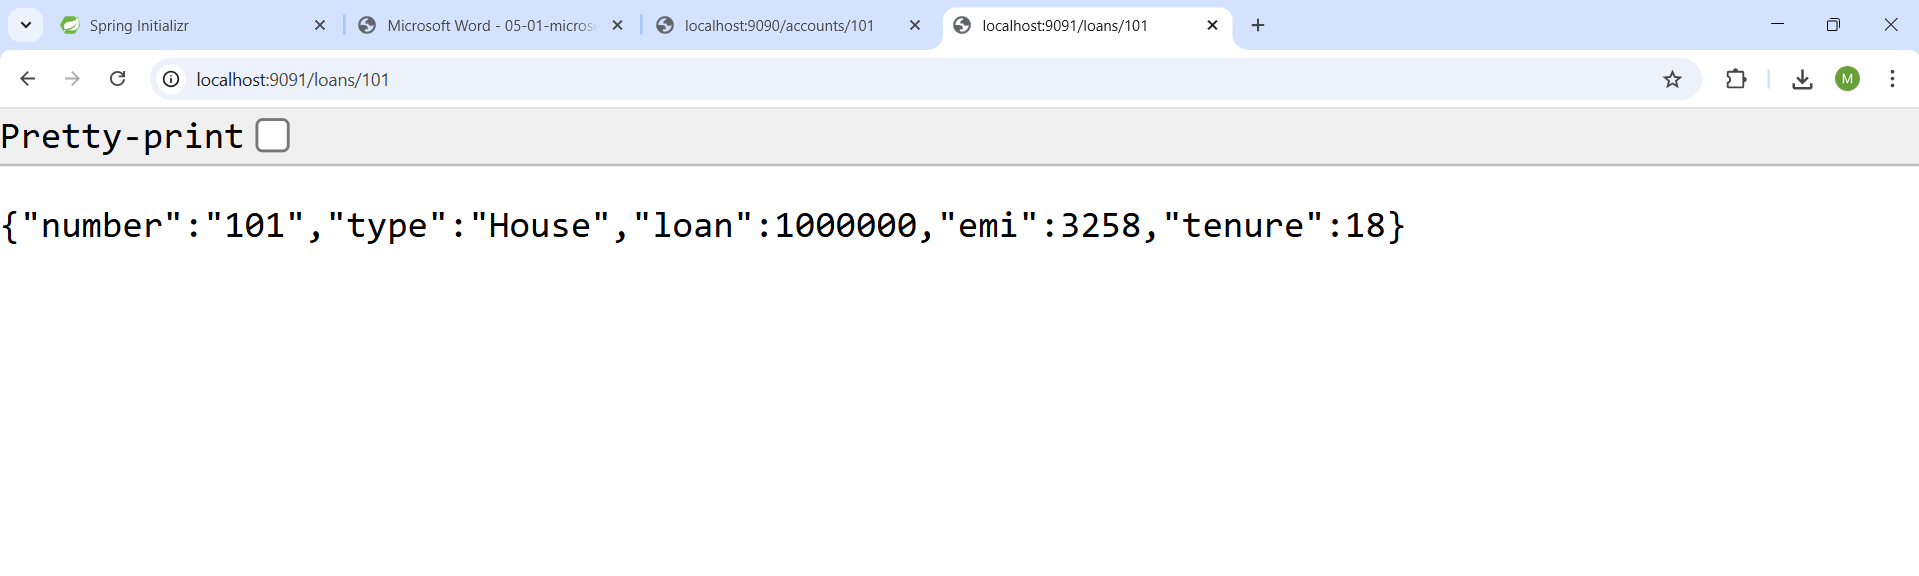 Spring Initializr
Microsoft Word - 05-01-micros
localhost:9090/accounts/101
localhost:9091/loans/101
localhost:9091/loans/101
M
Pretty-print
{"number":"101","type":"House","loan":1000000,"emi":3258,"tenure":18}